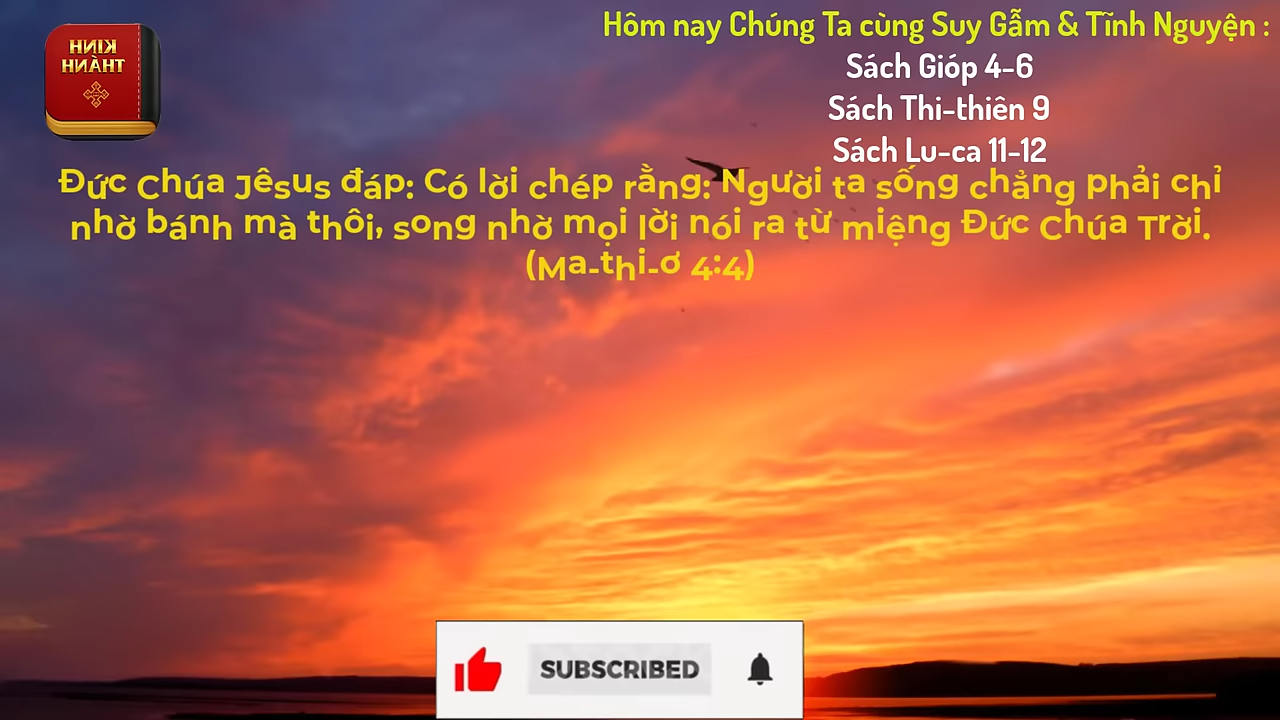 KINH
THÀNH
Hôm nay Chúng Ta cùng Suy Gẫm & Tĩnh Nguyện :
Sách Gióp 4-6
Sách Thi-thiên 9
Sách Lu-ca 11-12
Đức Chúa Jêsus đáp: Có lời chép rằng: Người ta sống chẳng phải chỉ
nhờ bánh mà thôi, song nhờ mọi lời nói ra từ miệng Đức Chúa Trời.
(Ma-thi-ơ 4:4)
SUBSCRIBED